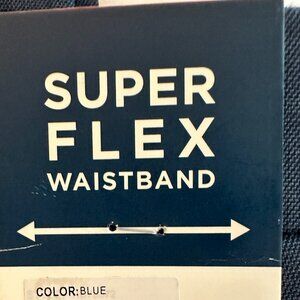 SUPER
FLEX
WAISTBAND
COLOR:BLUE